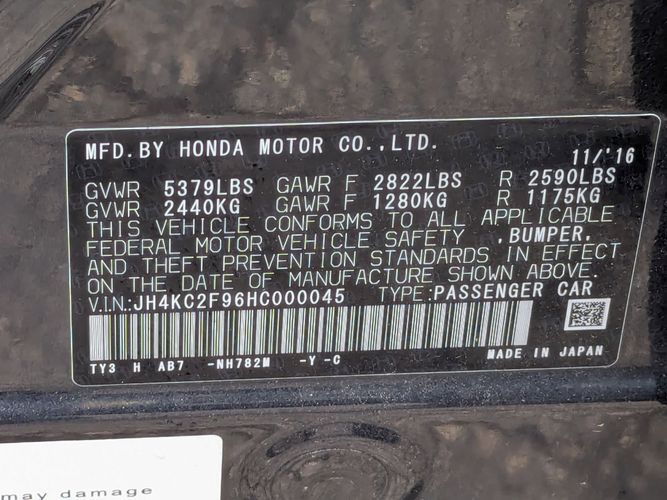 MFD.BY HONDA MOTOR CO.,LTD. 11/'16
GVWR 5379LBS GAWR F 2822LBS R 2590LBS
GVWR 2440KG GAWR F 1280KG R 1175KG
THIS VEHICLE CONFORMS TO ALL APPLICABLE
FEDERAL MOTOR VEHICLE SAFETY ,BUMPER,
AND THEFT PREVENTION STANDARDS IN EFFECT
ON THE DATE OF MANUFACTURE SHOWN ABOVE.
V.I.N:JH4KC2F96HC000045 TYPE:PASSENGER CAR
TY3 H AB7 -NH782M -Y -C MADE IN JAPAN
may damage